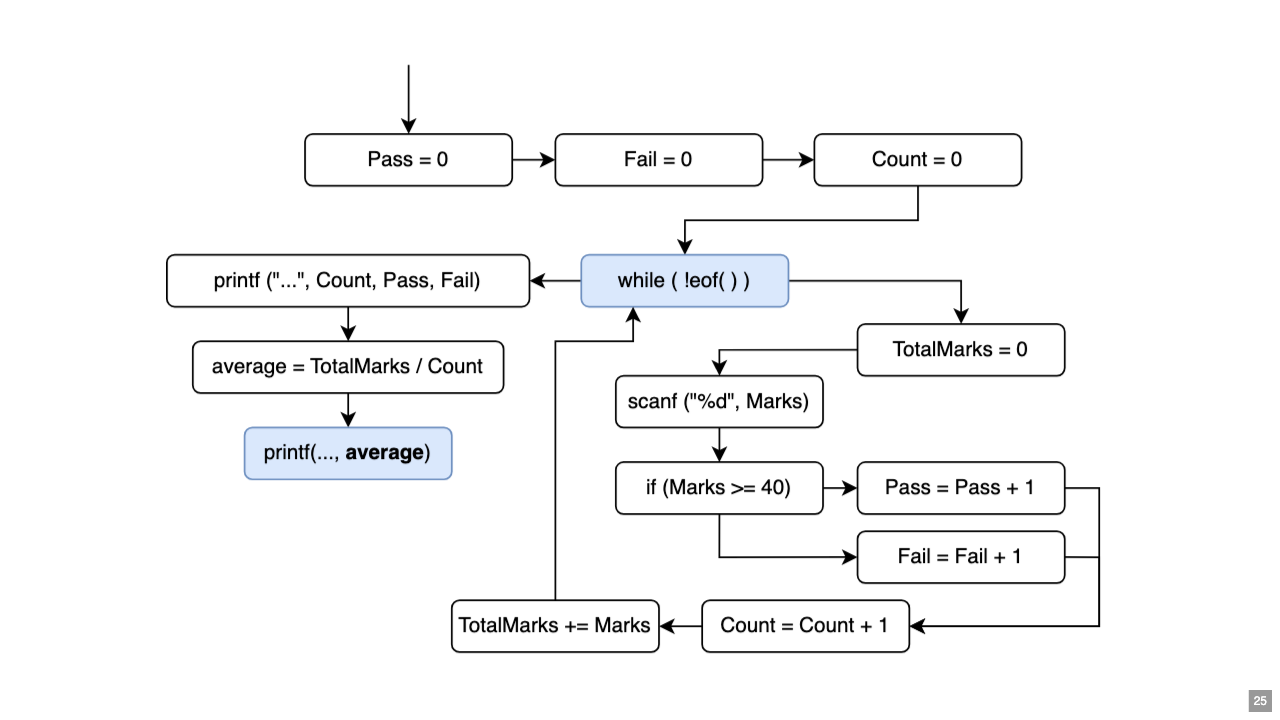 Pass = 0
Fail = 0
Count = 0
printf ("...", Count, Pass, Fail)
while ( !eof( ) )
TotalMarks = 0
average = TotalMarks / Count
scanf ("%d", Marks)
printf(..., average)
if (Marks >= 40)
Pass = Pass + 1
Fail = Fail + 1
TotalMarks += Marks
Count = Count + 1
25